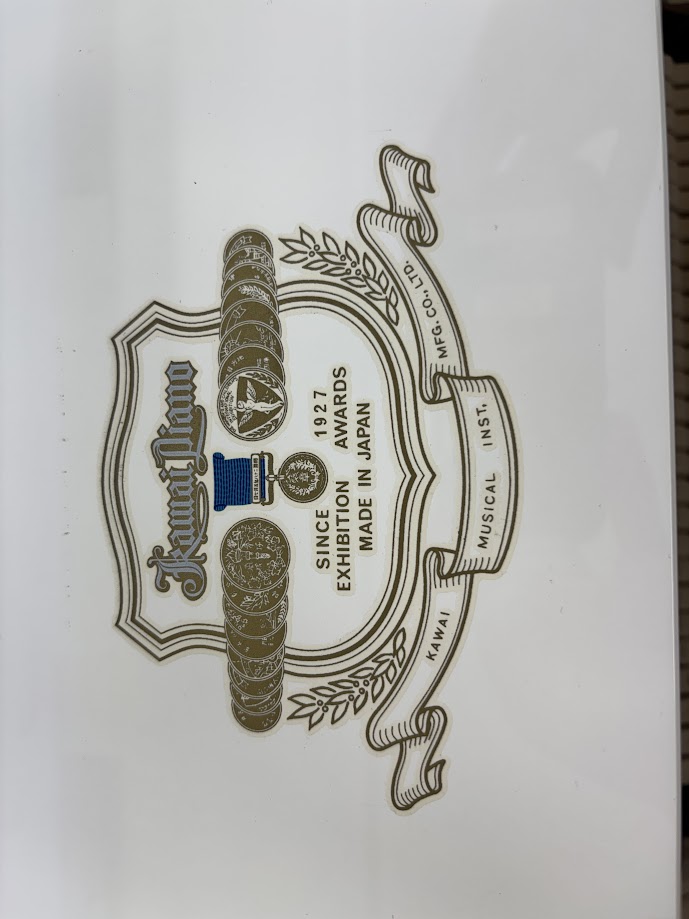 Kawai Piano
SINCE 1927
EXHIBITION AWARDS
MADE IN JAPAN
KAWAI MUSICAL INST. MFG. CO., LTD.